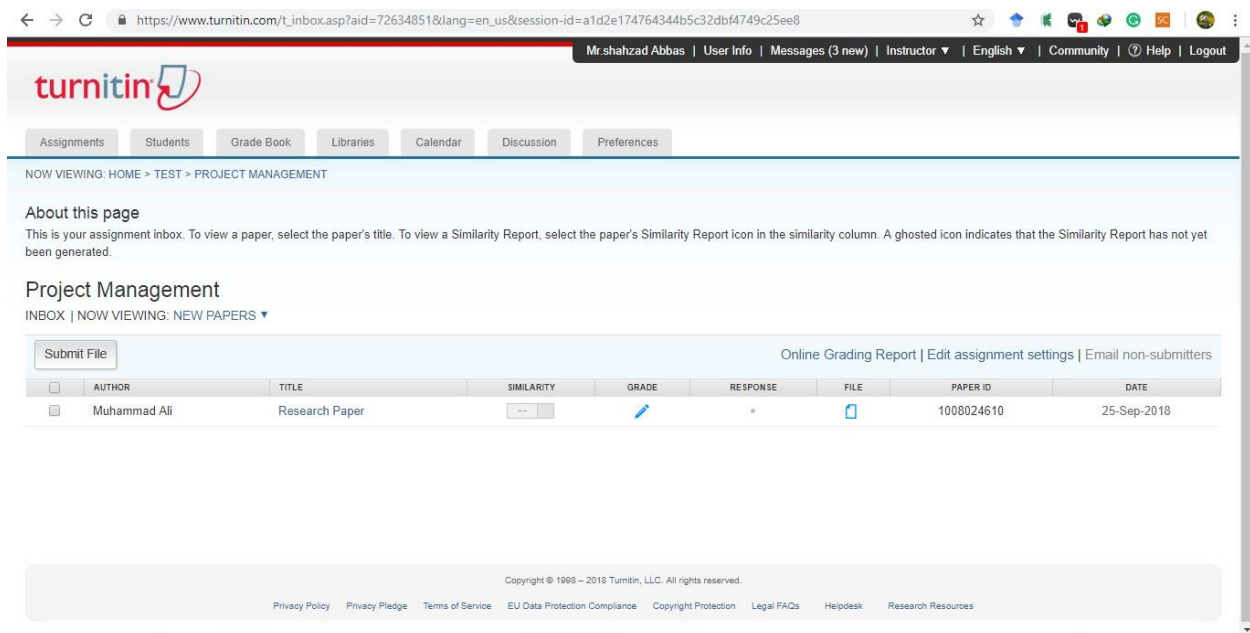 https://www.turnitin.com/t_inbox.asp?aid=72634851&lang=en_us&session-id=a1d2e174764344b5c32dbf4749c25ee8
SC
1
Mr.shahzad Abbas | User Info | Messages (3 new) | Instructor ▼ | English ▼ | Community | ? Help | Logout
turnitin
Assignments Students Grade Book Libraries Calendar Discussion Preferences
NOW VIEWING: HOME > TEST > PROJECT MANAGEMENT
About this page
This is your assignment inbox. To view a paper, select the paper's title. To view a Similarity Report, select the paper's Similarity Report icon in the similarity column. A ghosted icon indicates that the Similarity Report has not yet
been generated.
Project Management
INBOX | NOW VIEWING: NEW PAPERS ▼
Submit File Online Grading Report | Edit assignment settings | Email non-submitters
AUTHOR TITLE SIMILARITY GRADE RESPONSE FILE PAPER ID DATE
Muhammad Ali Research Paper -- 1008024610 25-Sep-2018
Copyright © 1998 – 2018 Turnitin, LLC. All rights reserved.
Privacy Policy Privacy Pledge Terms of Service EU Data Protection Compliance Copyright Protection Legal FAQs Helpdesk Research Resources